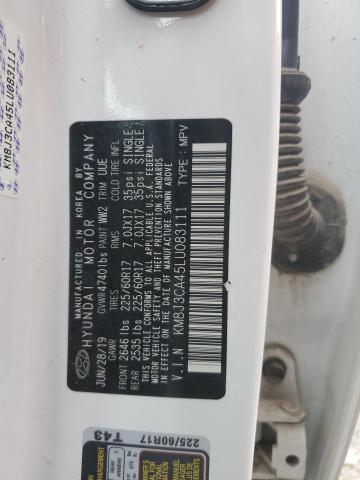 KM8J3CA45LU083111
MANUFACTURED IN KOREA BY
HYUNDAI MOTOR COMPANY
JUN/28/19 GVWR 4740lbs PAINT WW2 TRIM UUE
GAWR TIRES RIMS COLD TIRE INFL.
FRONT 2646 lbs 225/60R17 7.0JX17 35psi SINGLE
REAR 2535 lbs 225/60R17 7.0JX17 35psi SINGLE
THIS VEHICLE CONFORMS TO ALL APPLICABLE U.S.A. FEDERAL
MOTOR VEHICLE SAFETY, BUMPER, AND THEFT PREVENTION
STANDARDS IN EFFECT ON THE DATE OF MANUFACTURE SHOWN ABOVE.
V.I.N KM8J3CA45LU083111 TYPE : MPV
225/60R17 T43
REAR